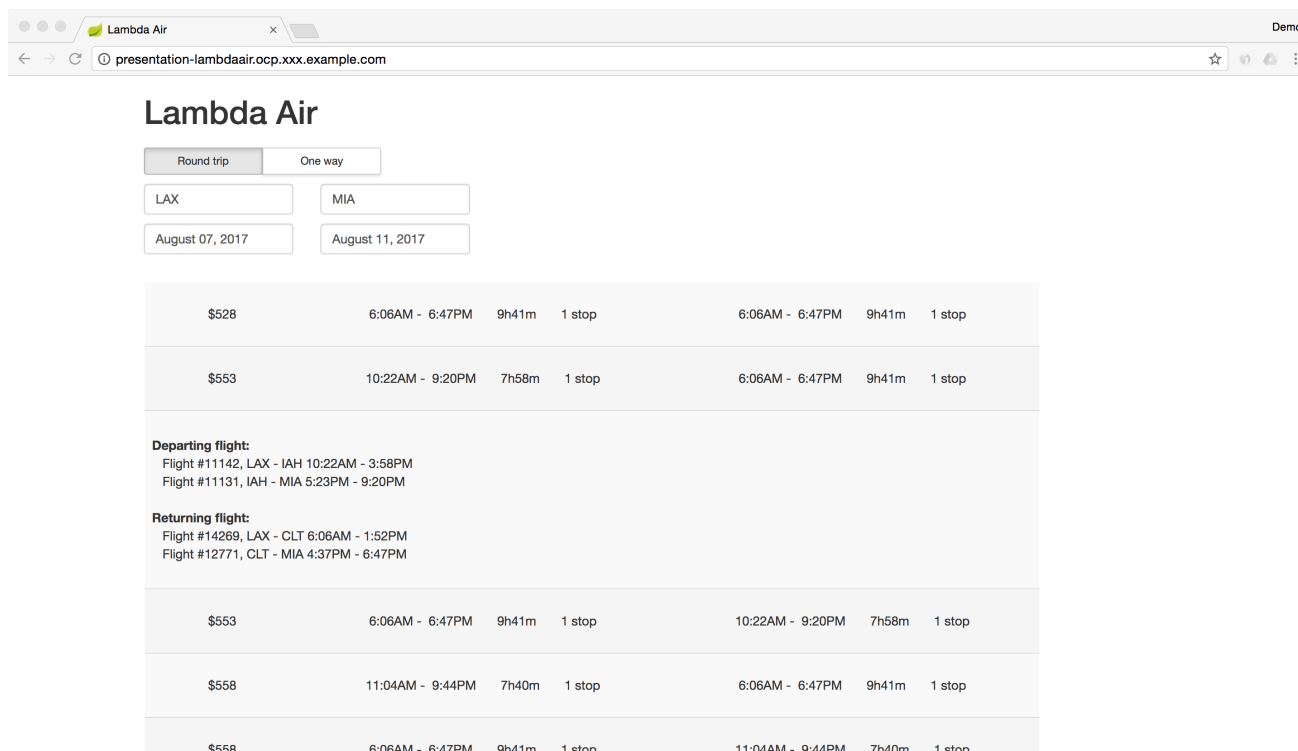 Lambda Air
Demo
presentation-lambdaair.ocp.xxx.example.com
Lambda Air
Round trip One way
LAX MIA
August 07, 2017 August 11, 2017
$528 6:06AM - 6:47PM 9h41m 1 stop 6:06AM - 6:47PM 9h41m 1 stop
$553 10:22AM - 9:20PM 7h58m 1 stop 6:06AM - 6:47PM 9h41m 1 stop
Departing flight:
Flight #11142, LAX - IAH 10:22AM - 3:58PM
Flight #11131, IAH - MIA 5:23PM - 9:20PM
Returning flight:
Flight #14269, LAX - CLT 6:06AM - 1:52PM
Flight #12771, CLT - MIA 4:37PM - 6:47PM
$553 6:06AM - 6:47PM 9h41m 1 stop 10:22AM - 9:20PM 7h58m 1 stop
$558 11:04AM - 9:44PM 7h40m 1 stop 6:06AM - 6:47PM 9h41m 1 stop
$558 6:06AM - 6:47PM 9h41m 1 stop 11:04AM - 9:44PM 7h40m 1 stop